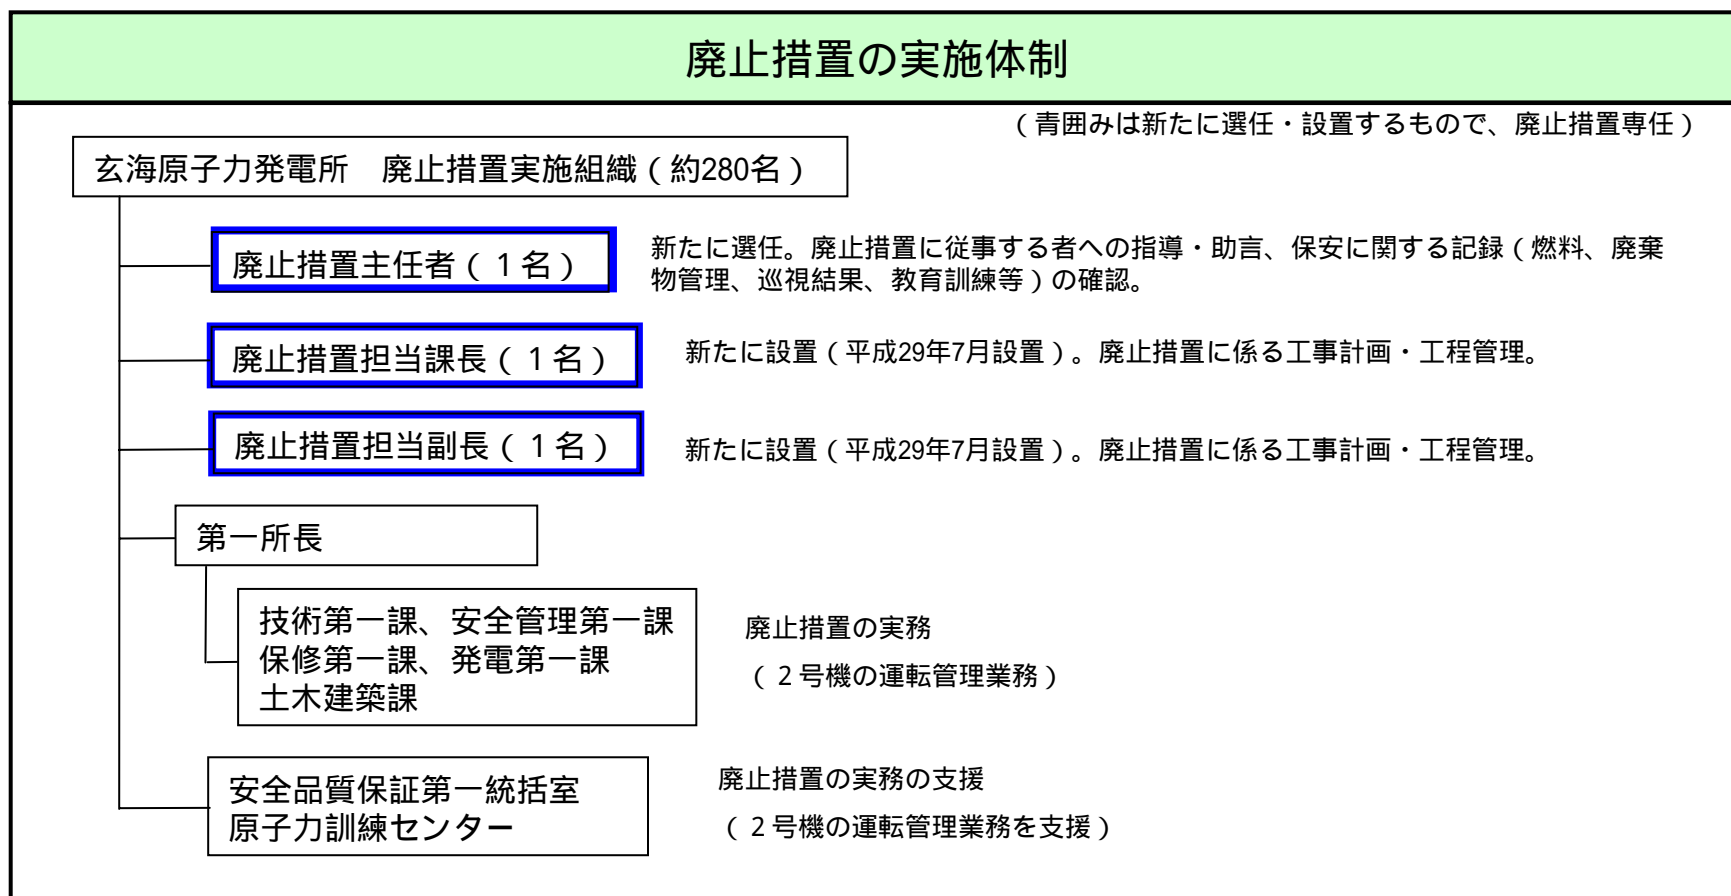 廃止措置の実施体制
（青囲みは新たに選任・設置するもので、廃止措置専任）
玄海原子力発電所　廃止措置実施組織（約280名）
廃止措置主任者（１名）
新たに選任。廃止措置に従事する者への指導・助言、保安に関する記録（燃料、廃棄
物管理、巡視結果、教育訓練等）の確認。
廃止措置担当課長（１名）
新たに設置（平成29年7月設置）。廃止措置に係る工事計画・工程管理。
廃止措置担当副長（１名）
新たに設置（平成29年7月設置）。廃止措置に係る工事計画・工程管理。
第一所長
技術第一課、安全管理第一課
保修第一課、発電第一課
土木建築課
廃止措置の実務
（２号機の運転管理業務）
安全品質保証第一統括室
原子力訓練センター
廃止措置の実務の支援
（２号機の運転管理業務を支援）